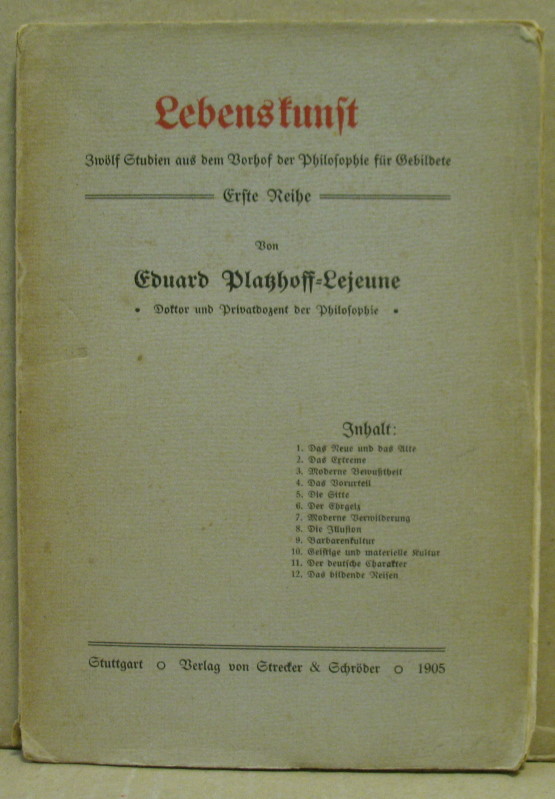 Lebenskunst
Zwölf Studien aus dem Vorhof der Philosophie für Gebildete
Erste Reihe
Von
Eduard Platzhoff-Lejeune
• Doktor und Privatdozent der Philosophie •
Inhalt:
1. Das Neue und das Alte
2. Das Extreme
3. Moderne Bewußtheit
4. Das Vorurteil
5. Die Sitte
6. Der Ehrgeiz
7. Moderne Verwilderung
8. Die Illusion
9. Barbarenkultur
10. Geistige und materielle Kultur
11. Der deutsche Charakter
12. Das bildende Reisen
Stuttgart ○ Verlag von Strecker & Schröder ○ 1905